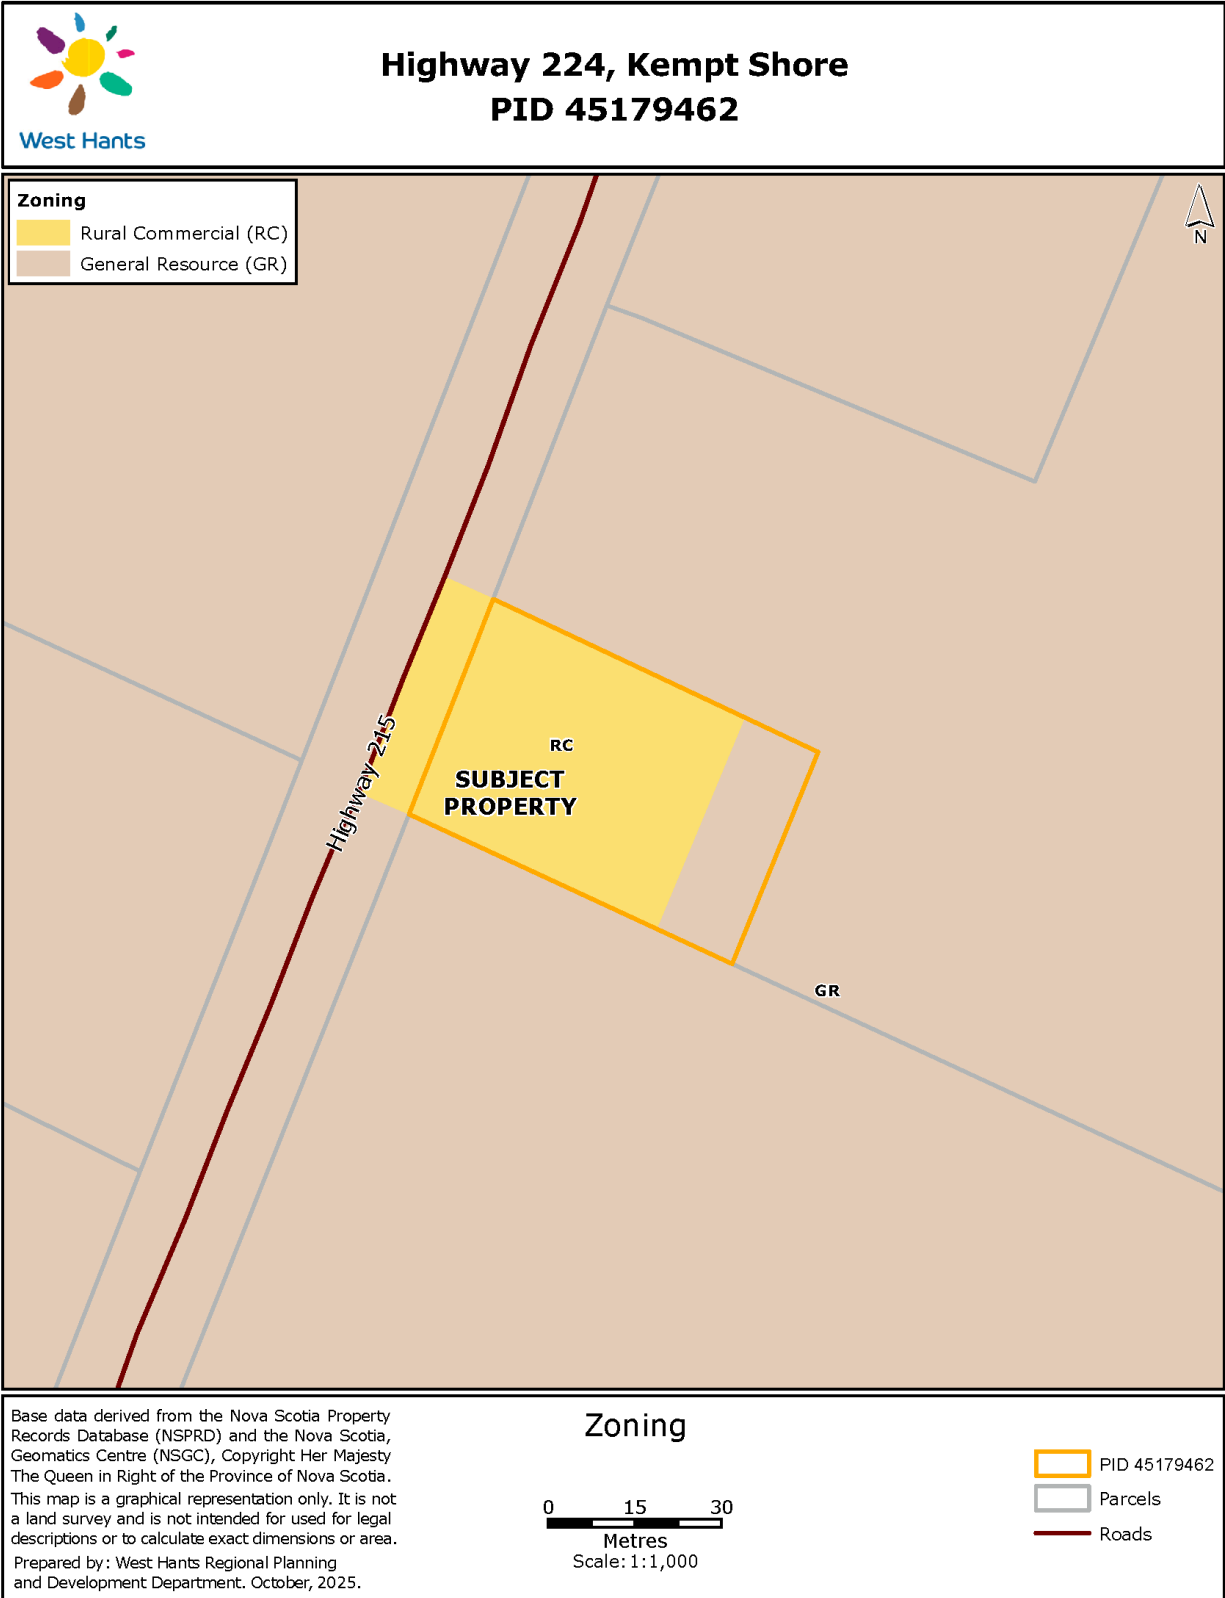 West Hants
Highway 224, Kempt Shore
PID 45179462
Zoning
Rural Commercial (RC)
General Resource (GR)
N
Highway 215
RC
SUBJECT
PROPERTY
GR
Base data derived from the Nova Scotia Property
Records Database (NSPRD) and the Nova Scotia,
Geomatics Centre (NSGC), Copyright Her Majesty
The Queen in Right of the Province of Nova Scotia.
This map is a graphical representation only. It is not
a land survey and is not intended for used for legal
descriptions or to calculate exact dimensions or area.
Prepared by: West Hants Regional Planning
and Development Department. October, 2025.
Zoning
0 15 30
Metres
Scale: 1:1,000
PID 45179462
Parcels
Roads